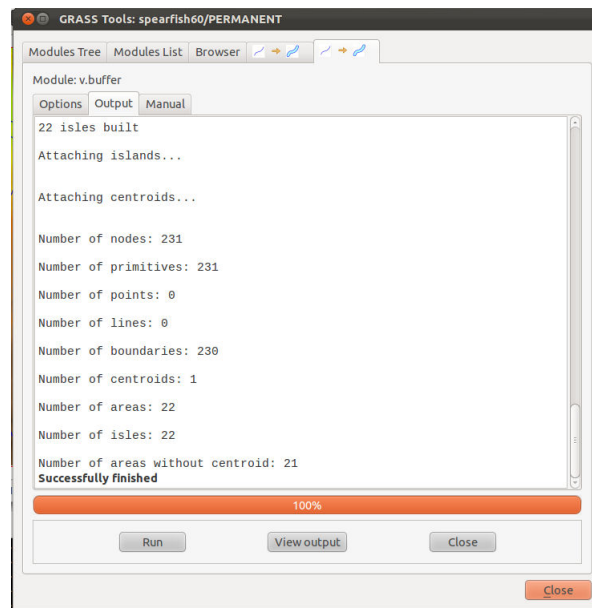 GRASS Tools: spearfish60/PERMANENT
Modules Tree Modules List Browser
Module: v.buffer
Options Output Manual
22 isles built
Attaching islands...
Attaching centroids...
Number of nodes: 231
Number of primitives: 231
Number of points: 0
Number of lines: 0
Number of boundaries: 230
Number of centroids: 1
Number of areas: 22
Number of isles: 22
Number of areas without centroid: 21
Successfully finished
100%
Run View output Close
Close